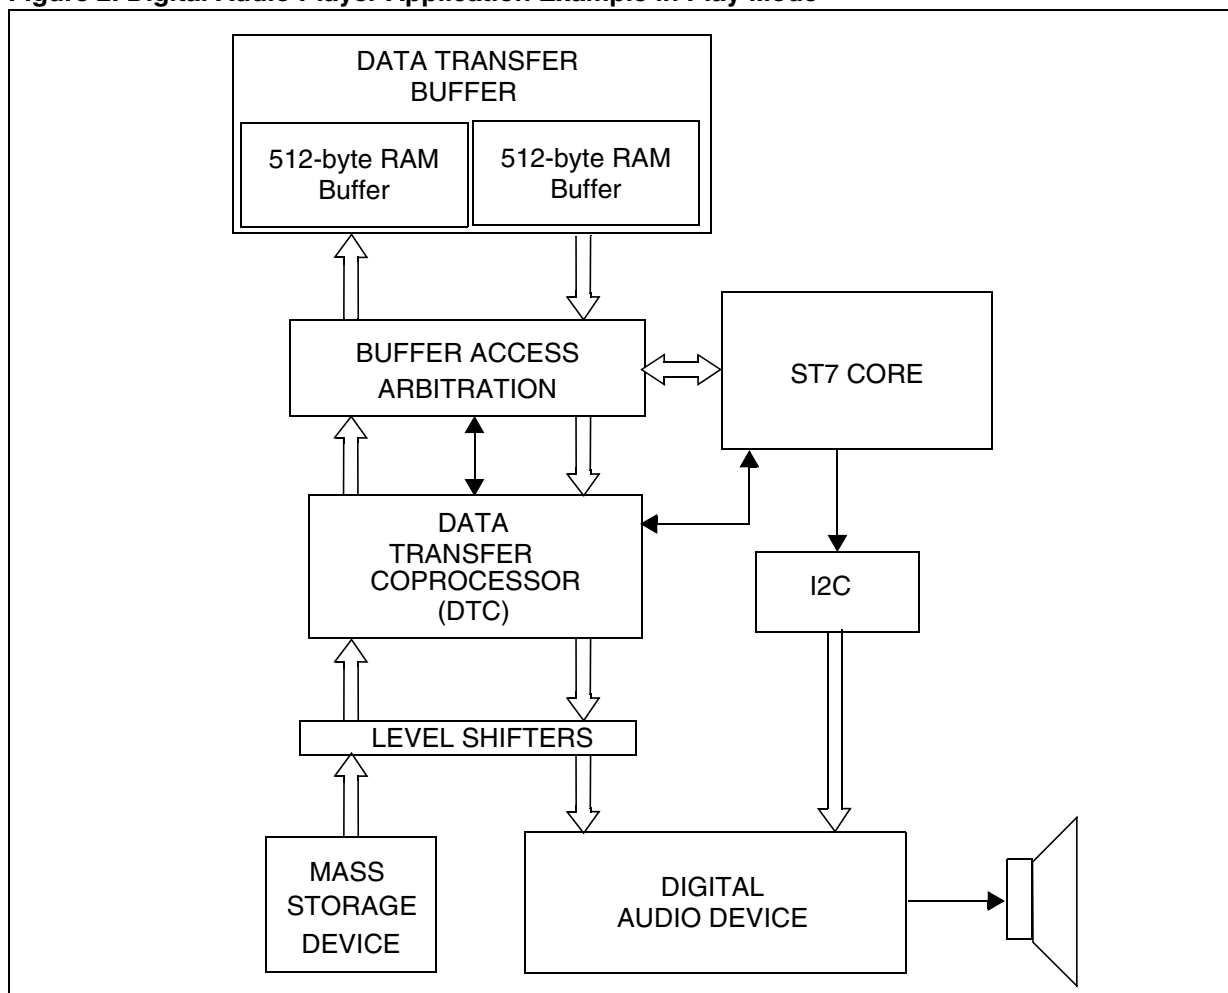 Figure 2. Digital Audio Player Application Example in Play Mode
DATA TRANSFER
BUFFER
512-byte RAM
Buffer
512-byte RAM
Buffer
BUFFER ACCESS
ARBITRATION
ST7 CORE
DATA
TRANSFER
COPROCESSOR
(DTC)
I2C
LEVEL SHIFTERS
MASS
STORAGE
DEVICE
DIGITAL
AUDIO DEVICE